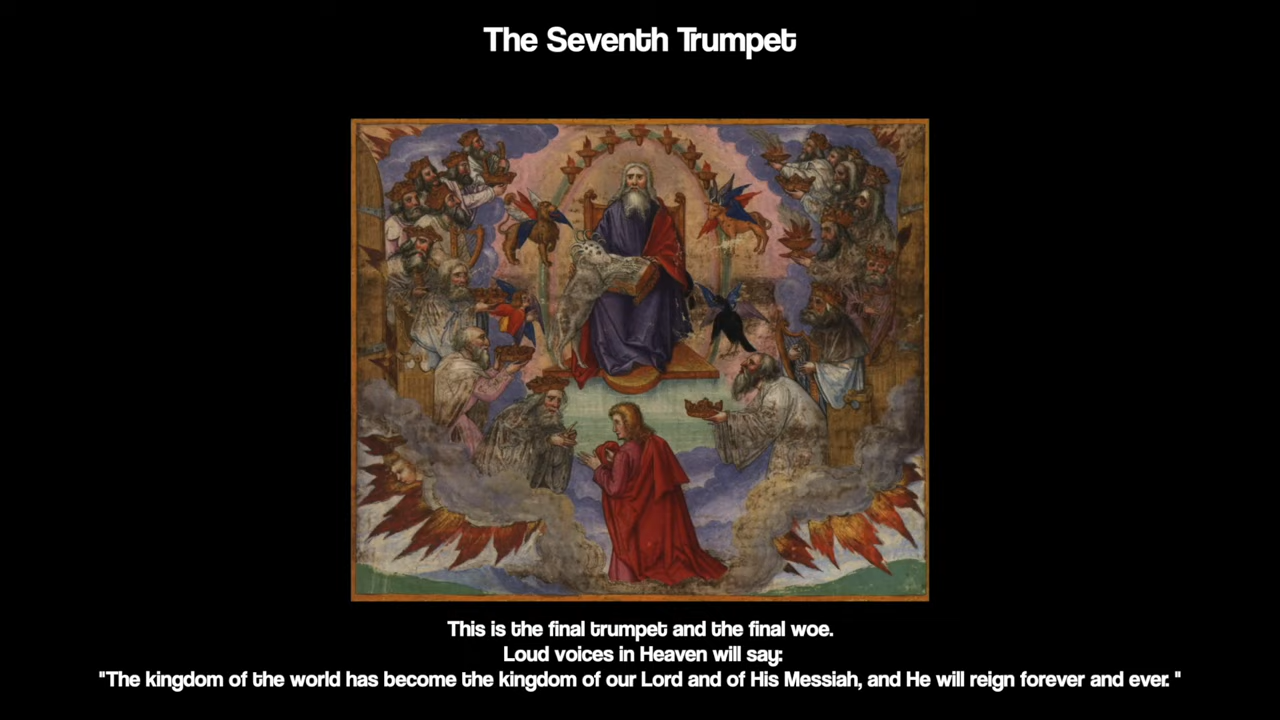 The Seventh Trumpet
This is the final trumpet and the final woe.
Loud voices in Heaven will say:
"The kingdom of the world has become the kingdom of our Lord and of His Messiah, and He will reign forever and ever. "